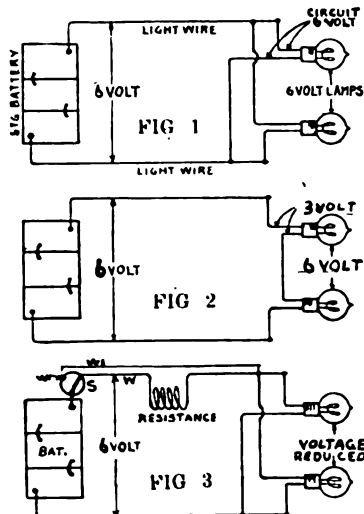 CIRCUIT
6 VOLT
LIGHT WIRE
STG BATTERY
6 VOLT
6 VOLT LAMPS
FIG 1
LIGHT WIRE
3 VOLT
6 VOLT
6 VOLT
FIG 2
W1
W
S
W
RESISTANCE
BAT.
6 VOLT
VOLTAGE
REDUCED
FIG 3